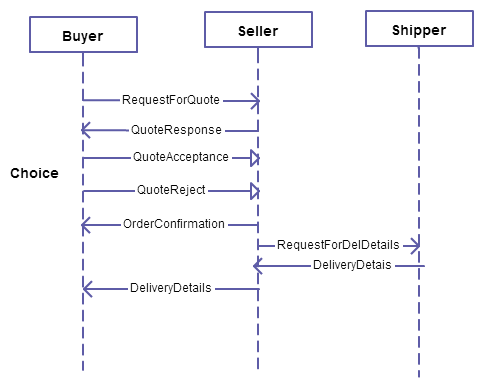 Buyer
Seller
Shipper
RequestForQuote
QuoteResponse
QuoteAcceptance
Choice
QuoteReject
OrderConfirmation
RequestForDelDetails
DeliveryDetais
DeliveryDetails